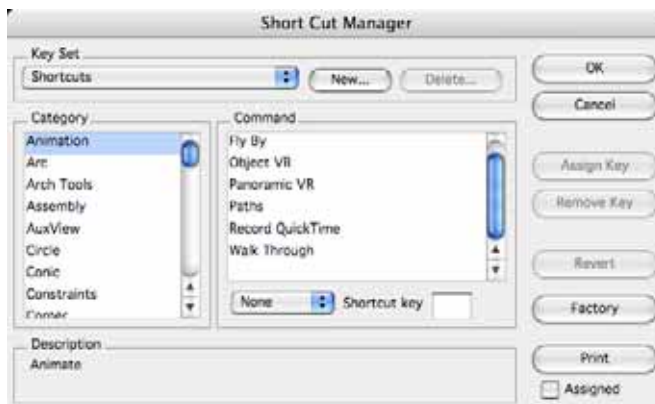 Short Cut Manager
Key Set
Shortcuts
New...
Delete...
OK
Cancel
Category
Animation
Arc
Arch Tools
Assembly
AuxView
Circle
Conic
Constraints
Corner
Command
Fly By
Object VR
Panoramic VR
Paths
Record QuickTime
Walk Through
None
Shortcut key
Assign Key
Remove Key
Revert
Factory
Description
Animate
Print
Assigned